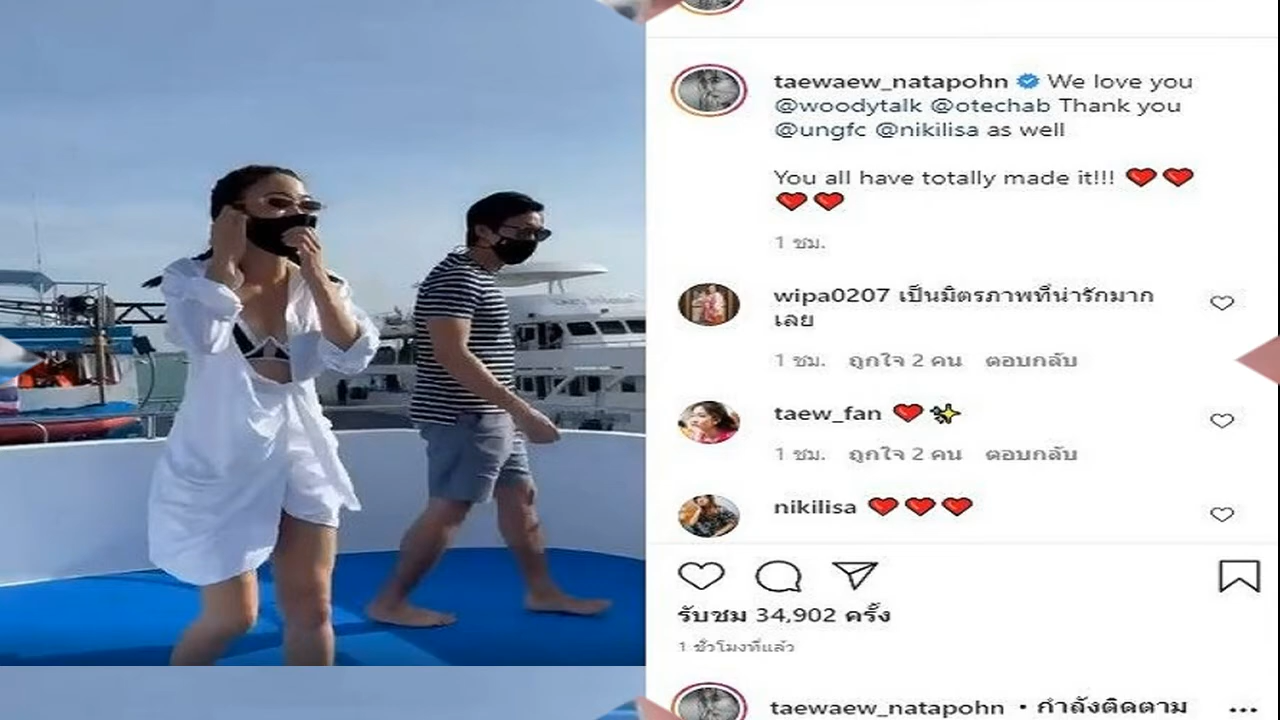 taewaew_natapohn We love you
@woodytalk @otechab Thank you
@ungfc @nikilisa as well
You all have totally made it!!! ❤️❤️
❤️❤️
1 ชม.
wipa0207 เป็นมิตรภาพที่น่ารักมาก
เลย
1 ชม. ถูกใจ 2 คน ตอบกลับ
taew_fan ❤️✨
1 ชม. ถูกใจ 2 คน ตอบกลับ
nikilisa ❤️❤️❤️
รับชม 34,902 ครั้ง
1 ชั่วโมงที่แล้ว
taewaew_natapohn • กำลังติดตาม